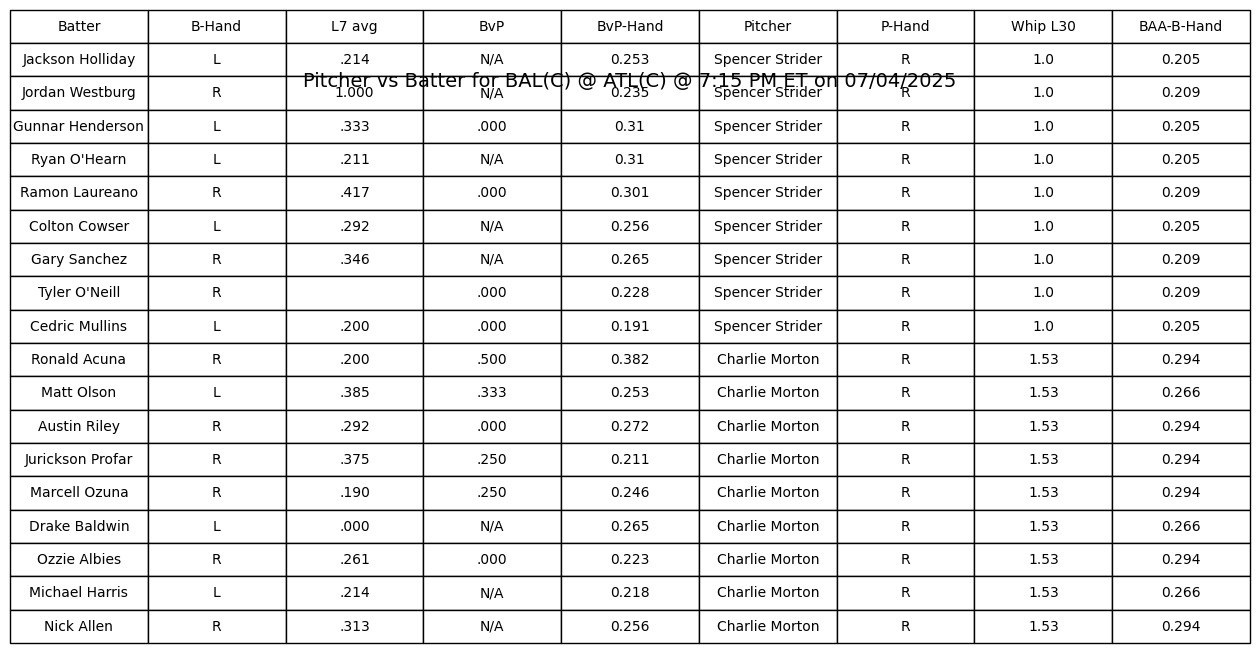 Batter B-Hand L7 avg BvP BvP-Hand Pitcher P-Hand Whip L30 BAA-B-Hand
Jackson Holliday L .214 N/A 0.253 Spencer Strider R 1.0 0.205
Pitcher vs Batter for BAL(C) @ ATL(C) @ 7:15 PM ET on 07/04/2025
Jordan Westburg R 1.000 N/A 0.235 Spencer Strider R 1.0 0.209
Gunnar Henderson L .333 .000 0.31 Spencer Strider R 1.0 0.205
Ryan O'Hearn L .211 N/A 0.31 Spencer Strider R 1.0 0.205
Ramon Laureano R .417 .000 0.301 Spencer Strider R 1.0 0.209
Colton Cowser L .292 N/A 0.256 Spencer Strider R 1.0 0.205
Gary Sanchez R .346 N/A 0.265 Spencer Strider R 1.0 0.209
Tyler O'Neill R .000 0.228 Spencer Strider R 1.0 0.209
Cedric Mullins L .200 .000 0.191 Spencer Strider R 1.0 0.205
Ronald Acuna R .200 .500 0.382 Charlie Morton R 1.53 0.294
Matt Olson L .385 .333 0.253 Charlie Morton R 1.53 0.266
Austin Riley R .292 .000 0.272 Charlie Morton R 1.53 0.294
Jurickson Profar R .375 .250 0.211 Charlie Morton R 1.53 0.294
Marcell Ozuna R .190 .250 0.246 Charlie Morton R 1.53 0.294
Drake Baldwin L .000 N/A 0.265 Charlie Morton R 1.53 0.266
Ozzie Albies R .261 .000 0.223 Charlie Morton R 1.53 0.294
Michael Harris L .214 N/A 0.218 Charlie Morton R 1.53 0.266
Nick Allen R .313 N/A 0.256 Charlie Morton R 1.53 0.294